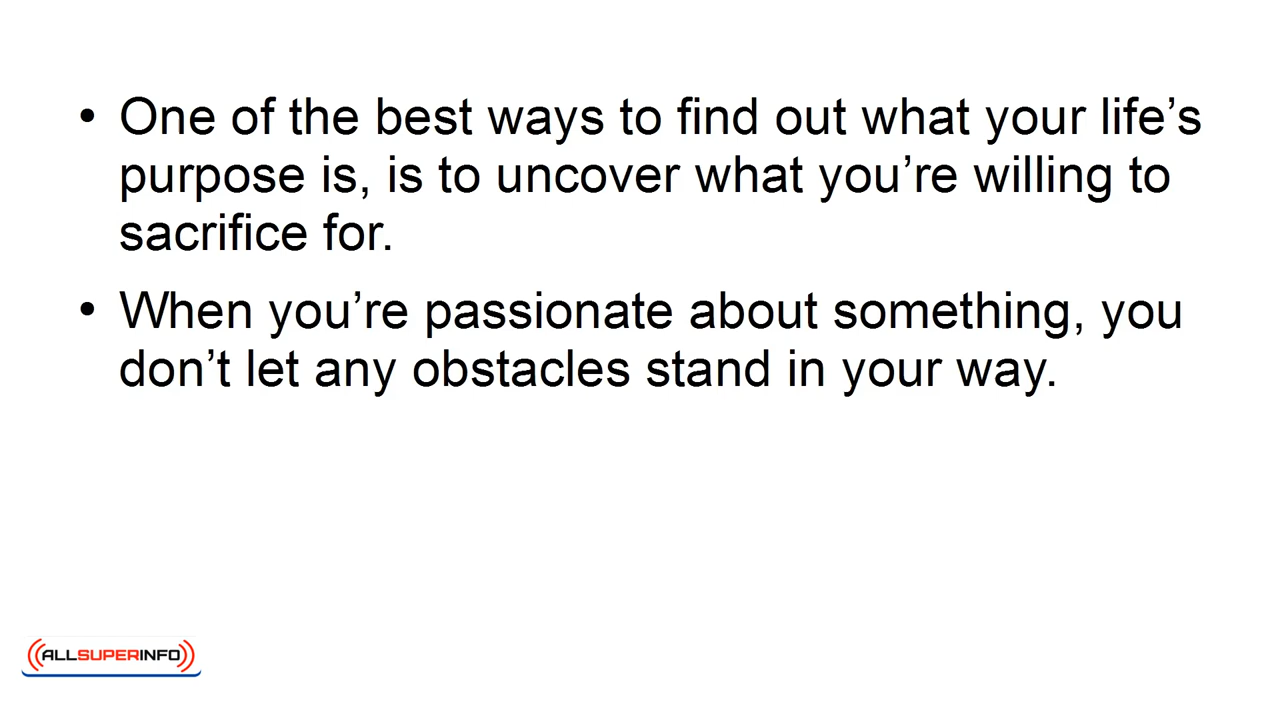 • One of the best ways to find out what your life’s
purpose is, is to uncover what you’re willing to
sacrifice for.
• When you’re passionate about something, you
don’t let any obstacles stand in your way.
ALLSUPERINFO